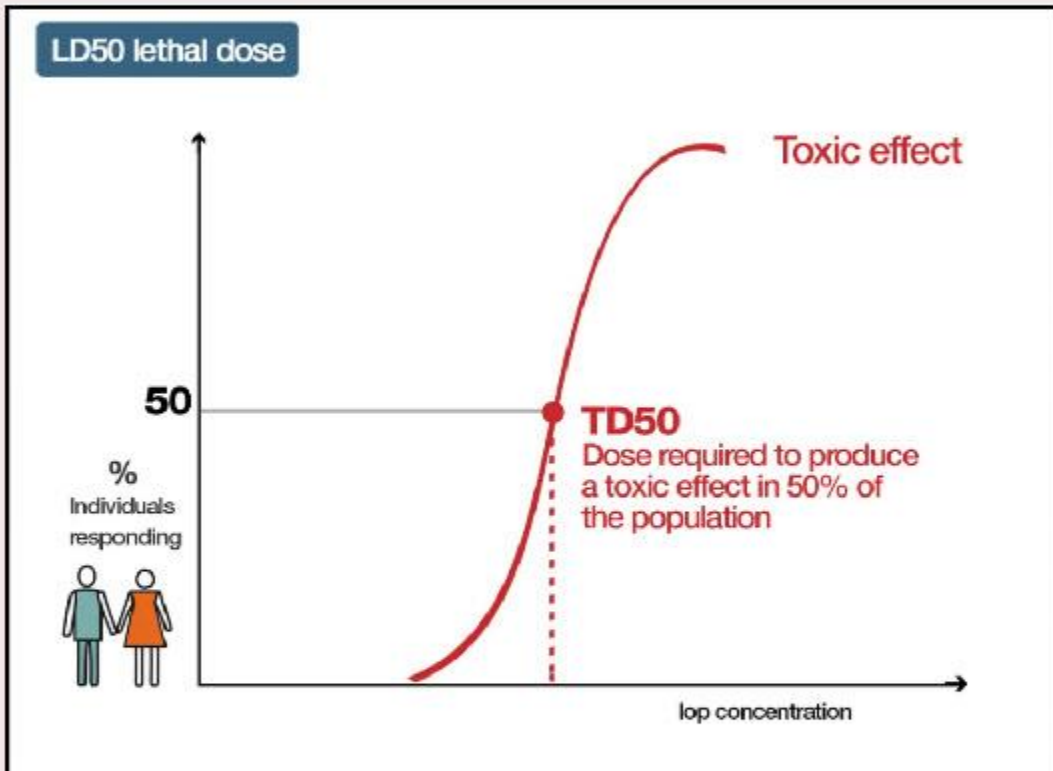 LD50 lethal dose
Toxic effect
50
TD50
Dose required to produce
a toxic effect in 50% of
the population
%
Individuals
responding
lop concentration